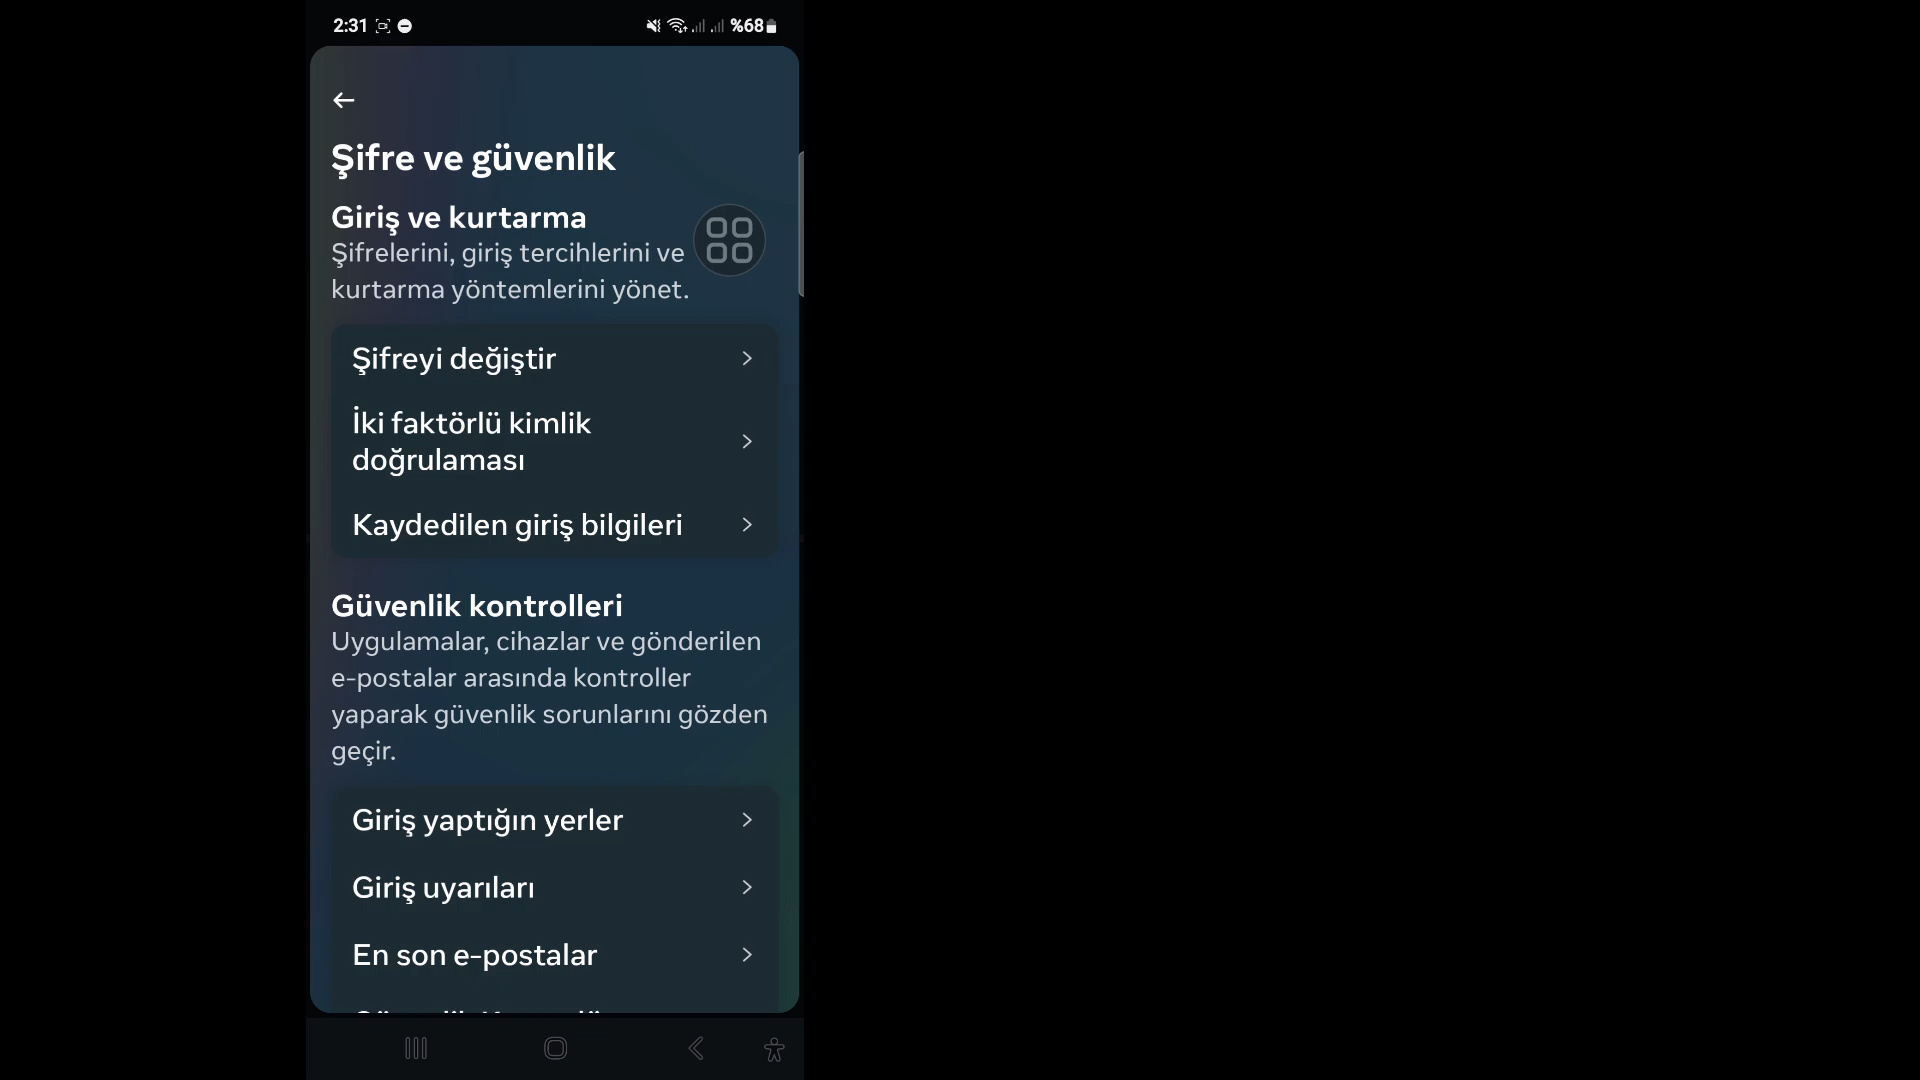 2:31
%68
Şifre ve güvenlik
Giriş ve kurtarma
Şifrelerini, giriş tercihlerini ve
kurtarma yöntemlerini yönet.
Şifreyi değiştir
İki faktörlü kimlik
doğrulaması
Kaydedilen giriş bilgileri
Güvenlik kontrolleri
Uygulamalar, cihazlar ve gönderilen
e-postalar arasında kontroller
yaparak güvenlik sorunlarını gözden
geçir.
Giriş yaptığın yerler
Giriş uyarıları
En son e-postalar